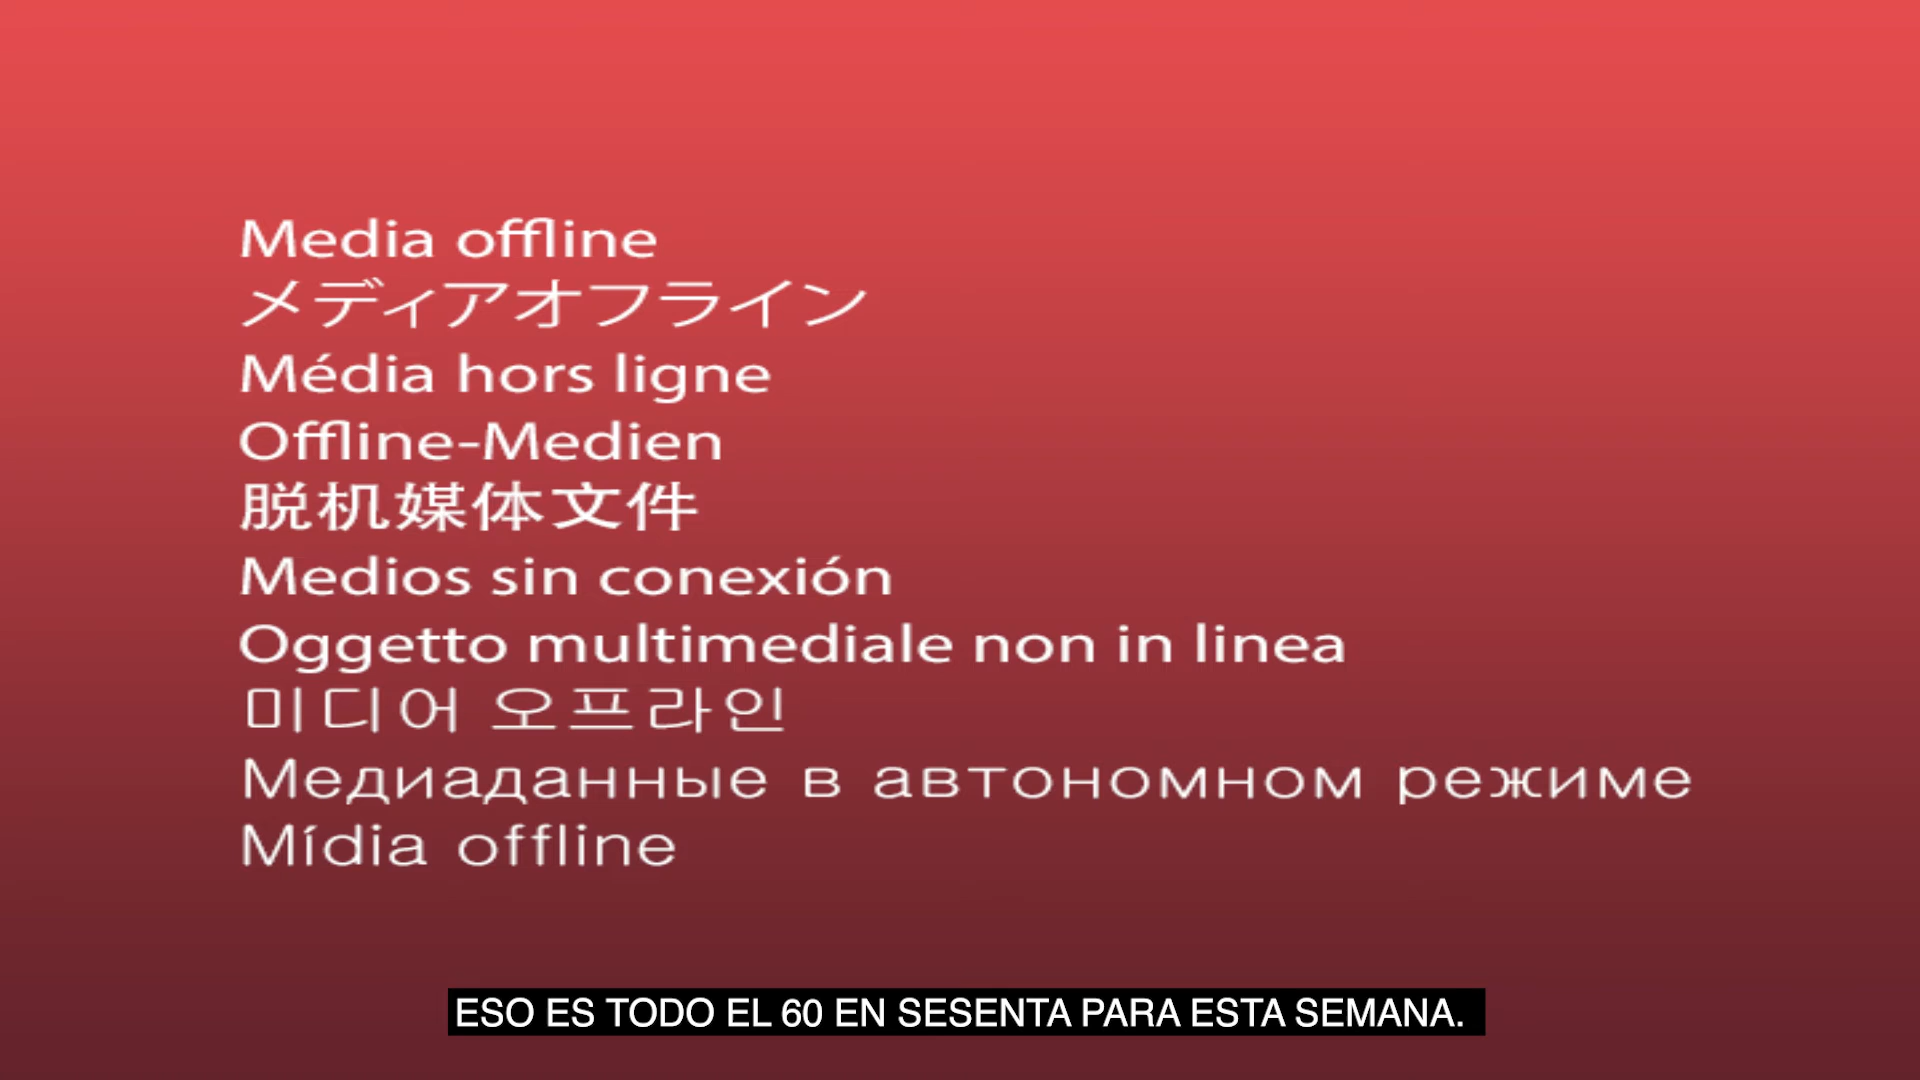 Media offline
メディアオフライン
Média hors ligne
Offline-Medien
脱机媒体文件
Medios sin conexión
Oggetto multimediale non in linea
미디어 오프라인
Медиаданные в автономном режиме
Mídia offline
ESO ES TODO EL 60 EN SESENTA PARA ESTA SEMANA.